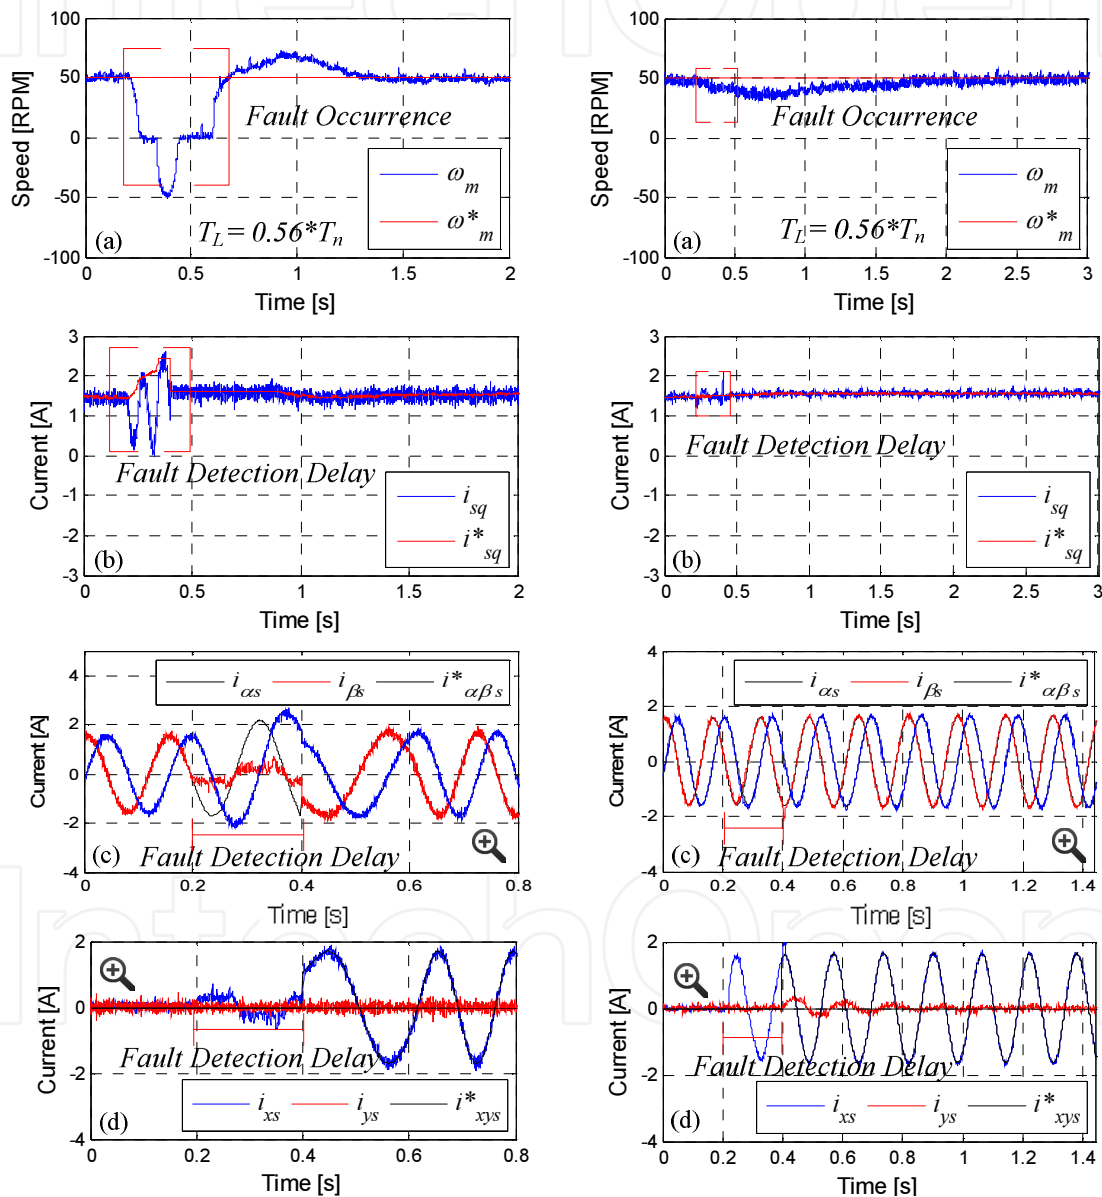 100
50
0
-50
-100
Speed [RPM]
Fault Occurrence
ω_m
ω*_m
T_L = 0.56*T_n
(a)
0 0.5 1 1.5 2
Time [s]
100
50
0
-50
-100
Speed [RPM]
Fault Occurrence
ω_m
ω*_m
T_L = 0.56*T_n
(a)
0 0.5 1 1.5 2 2.5 3
Time [s]
3
2
1
0
-1
-2
-3
Current [A]
Fault Detection Delay
i_sq
i*_sq
(b)
0 0.5 1 1.5 2
Time [s]
3
2
1
0
-1
-2
-3
Current [A]
Fault Detection Delay
i_sq
i*_sq
(b)
0 0.5 1 1.5 2 2.5 3
Time [s]
4
2
0
-2
-4
Current [A]
i_αs i_βs i*_αβs
Fault Detection Delay
(c)
0 0.2 0.4 0.6 0.8
Time [s]
4
2
0
-2
-4
Current [A]
i_αs i_βs i*_αβs
Fault Detection Delay
(c)
0 0.2 0.4 0.6 0.8 1 1.2 1.4
Time [s]
2
0
-2
-4
Current [A]
Fault Detection Delay
i_xs i_ys i*_xys
(d)
0 0.2 0.4 0.6 0.8
Time [s]
2
0
-2
-4
Current [A]
Fault Detection Delay
i_xs i_ys i*_xys
(d)
0 0.2 0.4 0.6 0.8 1 1.2 1.4
Time [s]